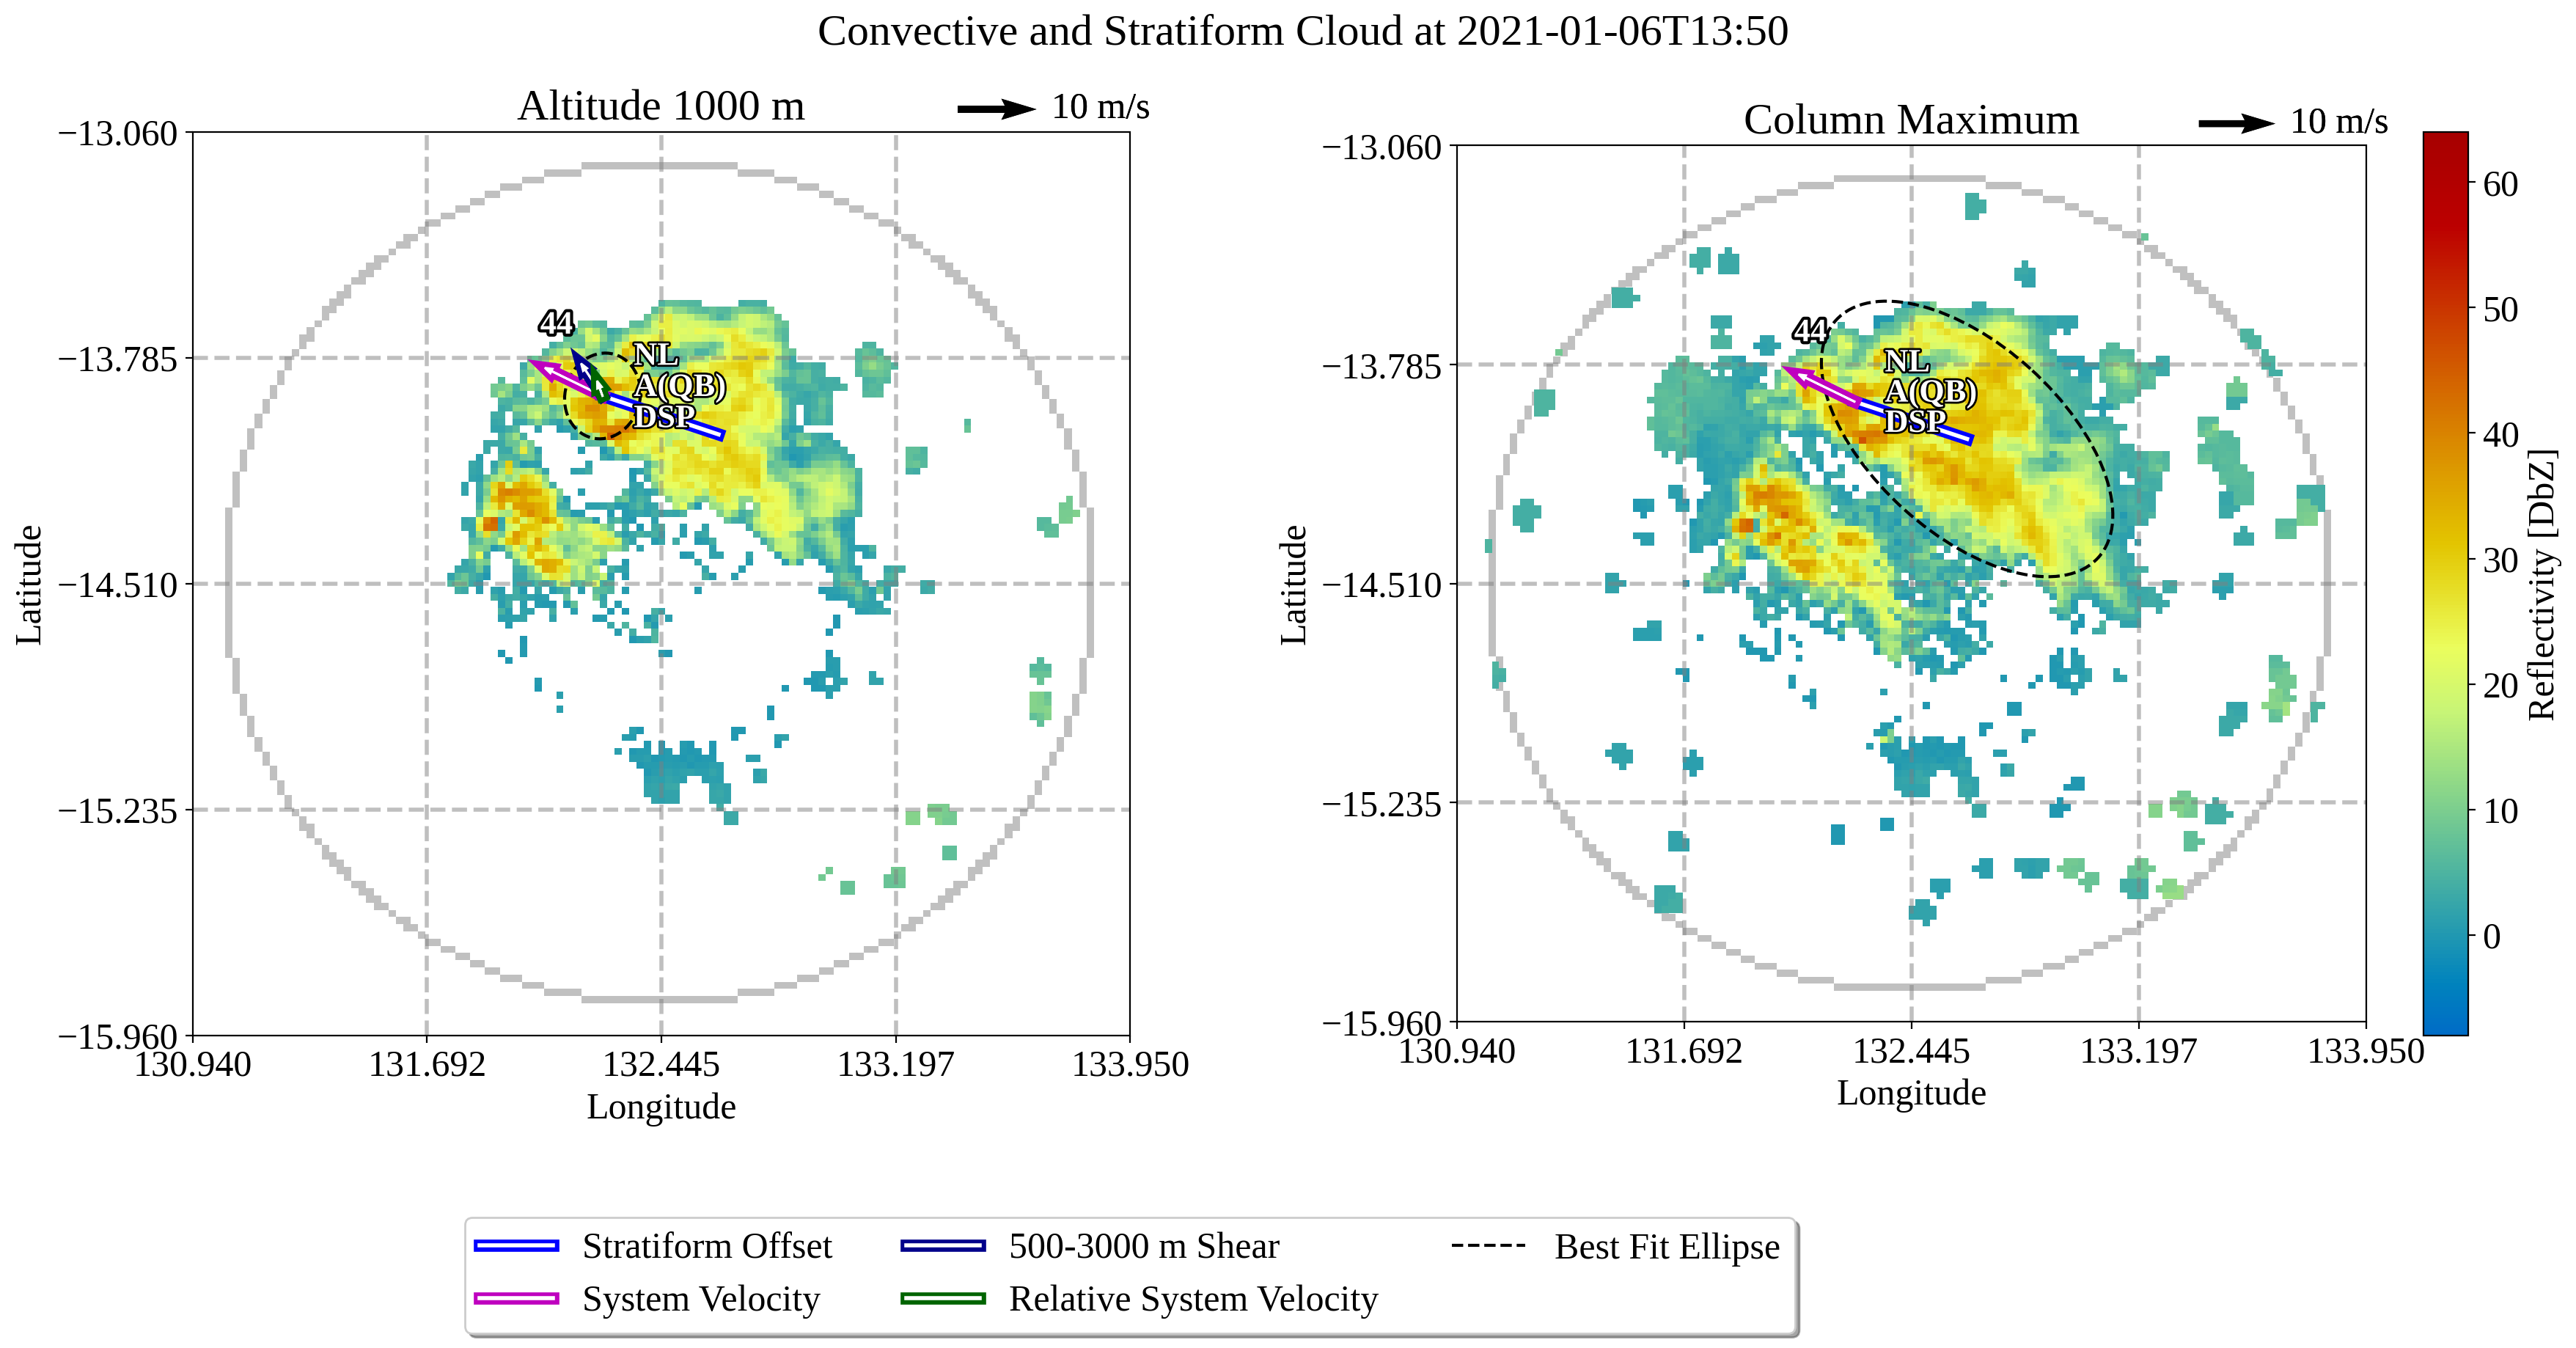 Convective and Stratiform Cloud at 2021-01-06T13:50
Altitude 1000 m
10 m/s
−13.060
−13.785
−14.510
−15.235
−15.960
130.940
131.692
132.445
133.197
133.950
Latitude
Longitude
44
NL
A(QB)
DSP
Column Maximum
10 m/s
−13.060
−13.785
−14.510
−15.235
−15.960
130.940
131.692
132.445
133.197
133.950
Latitude
Longitude
44
NL
A(QB)
DSP
60
50
40
30
20
10
0
Reflectivity [DbZ]
Stratiform Offset
System Velocity
500-3000 m Shear
Relative System Velocity
Best Fit Ellipse